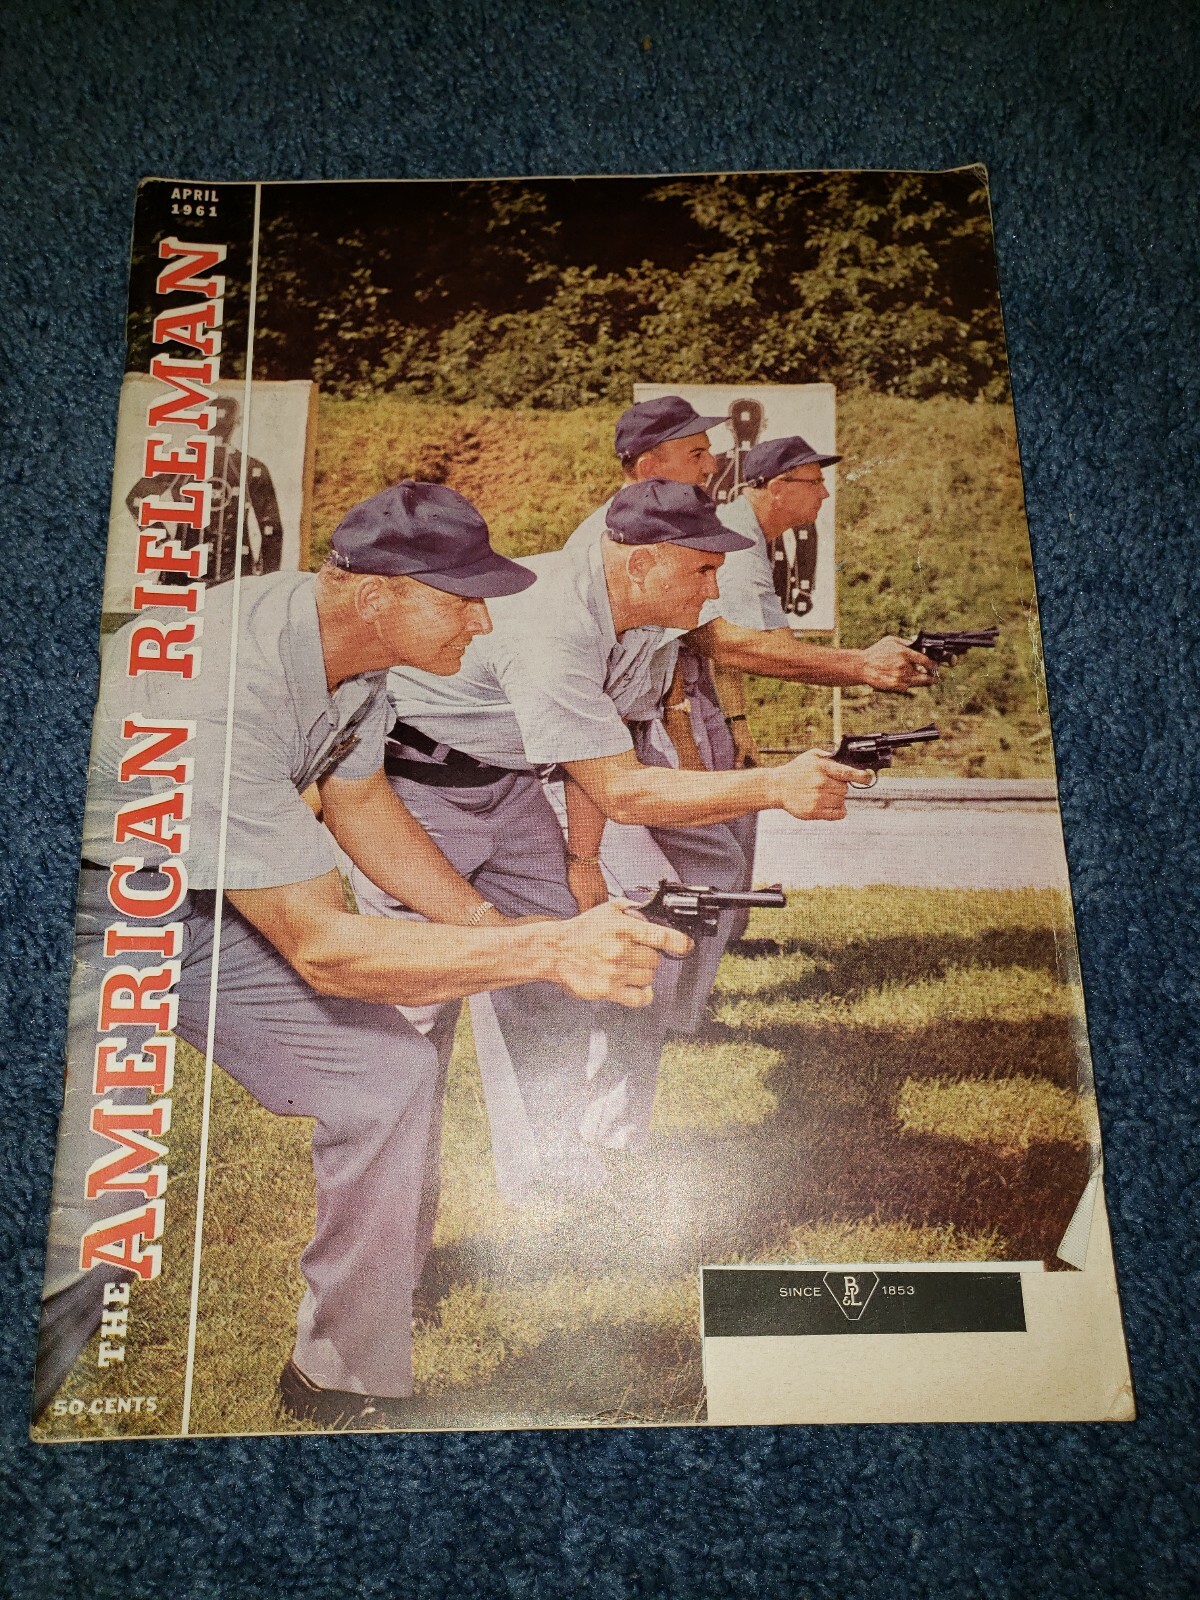 APRIL
1961
THE AMERICAN RIFLEMAN
50 CENTS
SINCE B&L 1853